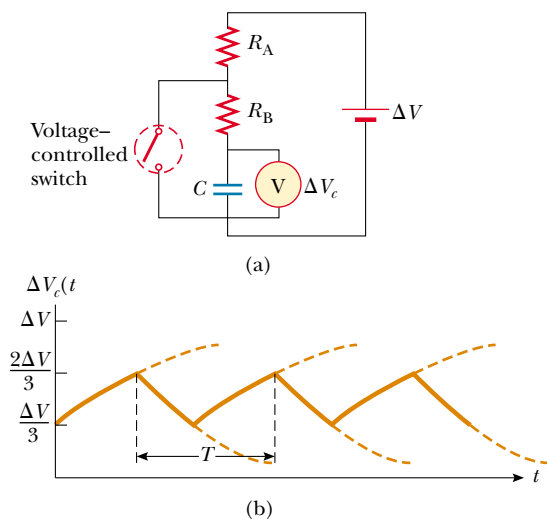 R_A
R_B
ΔV
Voltage–
controlled
switch
C
V
ΔV_c
(a)
ΔV_c(t
ΔV
2ΔV
3
ΔV
3
T
t
(b)